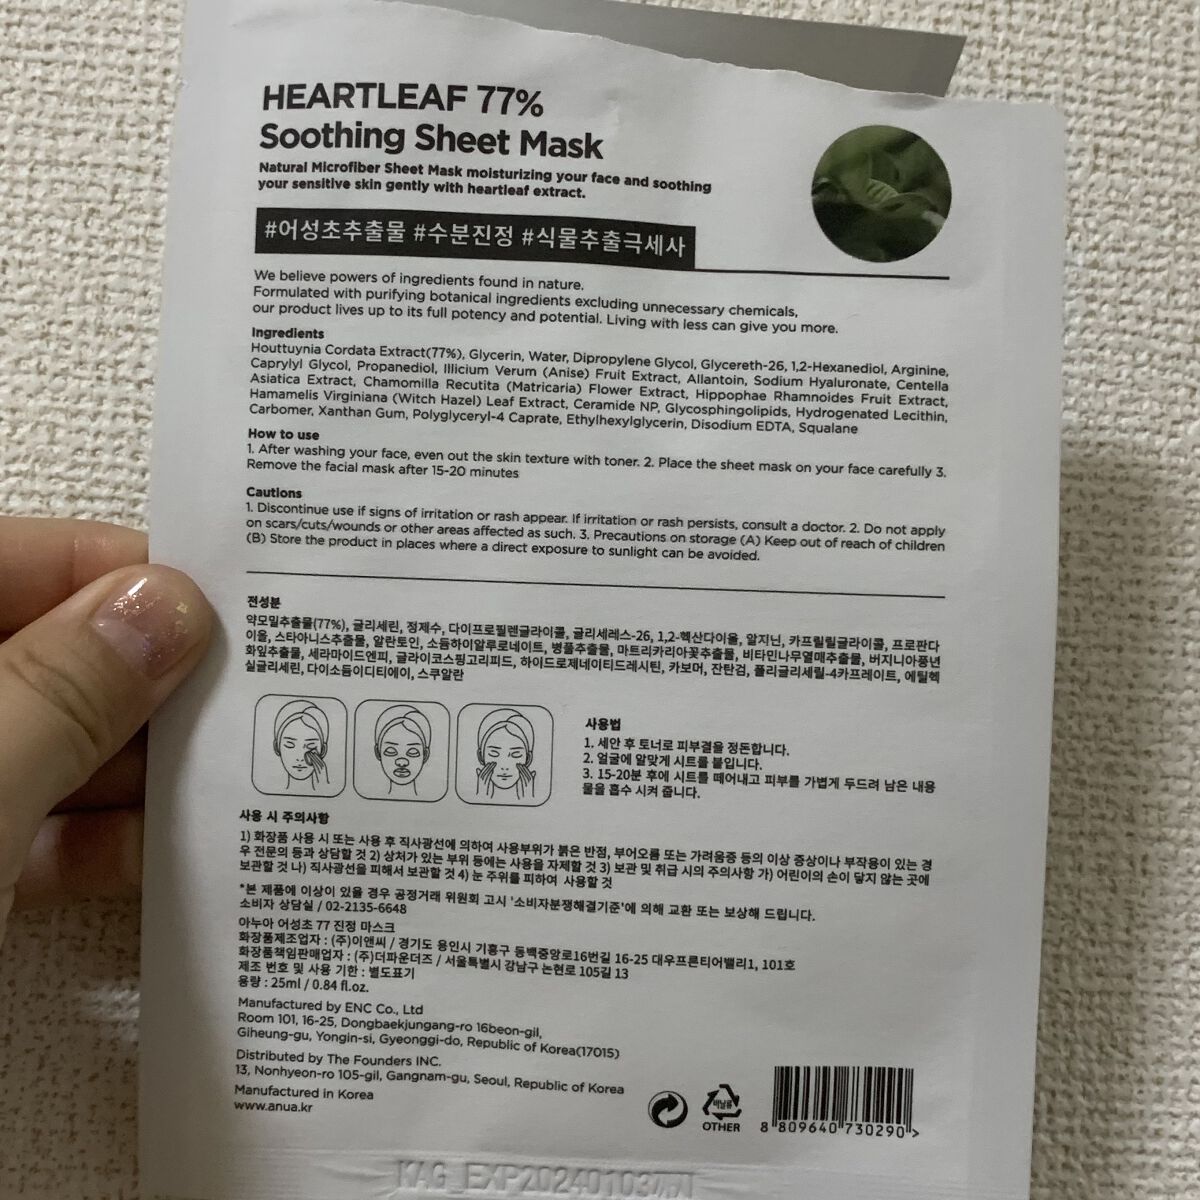 HEARTLEAF 77%
Soothing Sheet Mask
Natural Microfiber Sheet Mask moisturizing your face and soothing
your sensitive skin gently with heartleaf extract.
#어성초추출물 #수분진정 #식물추출극세사
We believe powers of ingredients found in nature.
Formulated with purifying botanical ingredients excluding unnecessary chemicals,
our product lives up to its full potency and potential. Living with less can give you more.
Ingredients
Houttuynia Cordata Extract(77%), Glycerin, Water, Dipropylene Glycol, Glycereth-26, 1,2-Hexanediol, Arginine,
Caprylyl Glycol, Propanediol, Illicium Verum (Anise) Fruit Extract, Allantoin, Sodium Hyaluronate, Centella
Asiatica Extract, Chamomilla Recutita (Matricaria) Flower Extract, Hippophae Rhamnoides Fruit Extract,
Hamamelis Virginiana (Witch Hazel) Leaf Extract, Ceramide NP, Glycosphingolipids, Hydrogenated Lecithin,
Carbomer, Xanthan Gum, Polyglyceryl-4 Caprate, Ethylhexylglycerin, Disodium EDTA, Squalane
How to use
1. After washing your face, even out the skin texture with toner. 2. Place the sheet mask on your face carefully 3.
Remove the facial mask after 15-20 minutes
Cautions
1. Discontinue use if signs of irritation or rash appear. If irritation or rash persists, consult a doctor. 2. Do not apply
on scars/cuts/wounds or other areas affected as such. 3. Precautions on storage (A) Keep out of reach of children
(B) Store the product in places where a direct exposure to sunlight can be avoided.
전성분
약모밀추출물(77%), 글리세린, 정제수, 다이프로필렌글라이콜, 글리세레스-26, 1,2-헥산다이올, 알지닌, 카프릴릴글라이콜, 프로판다
이올, 스타아니스추출물, 알란토인, 소듐하이알루로네이트, 병풀추출물, 마트리카리아꽃추출물, 비타민나무열매추출물, 버지니아풍년
화잎추출물, 세라마이드엔피, 글라이코스핑고리피드, 하이드로제네이티드레시틴, 카보머, 잔탄검, 폴리글리세릴-4카프레이트, 에틸헥
실글리세린, 다이소듐이디티에이, 스쿠알란
사용법
1. 세안 후 토너로 피부결을 정돈합니다.
2. 얼굴에 알맞게 시트를 붙입니다.
3. 15-20분 후에 시트를 떼어내고 피부를 가볍게 두드려 남은 내용
물을 흡수 시켜 줍니다.
사용 시 주의사항
1) 화장품 사용 시 또는 사용 후 직사광선에 의하여 사용부위가 붉은 반점, 부어오름 또는 가려움증 등의 이상 증상이나 부작용이 있는 경
우 전문의 등과 상담할 것 2) 상처가 있는 부위 등에는 사용을 자제할 것 3) 보관 및 취급 시의 주의사항 가) 어린이의 손이 닿지 않는 곳에
보관할 것 나) 직사광선을 피해서 보관할 것 4) 눈 주위를 피하여 사용할 것
*본 제품에 이상이 있을 경우 공정거래 위원회 고시 '소비자분쟁해결기준'에 의해 교환 또는 보상해 드립니다.
소비자 상담실 / 02-2135-6648
아누아 어성초 77 진정 마스크
화장품제조업자 : (주)이앤씨 / 경기도 용인시 기흥구 동백중앙로16번길 16-25 대우프론티어밸리1, 101호
화장품책임판매업자 : (주)더파운더즈 / 서울특별시 강남구 논현로 105길 13
제조 번호 및 사용 기한 : 별도표기
용량 : 25ml / 0.84 fl.oz.
Manufactured by ENC Co., Ltd
Room 101, 16-25, Dongbaekjungang-ro 16beon-gil,
Giheung-gu, Yongin-si, Gyeonggi-do, Republic of Korea(17015)
Distributed by The Founders INC.
13, Nonhyeon-ro 105-gil, Gangnam-gu, Seoul, Republic of Korea
Manufactured in Korea
www.anua.kr
비닐류
OTHER
8 809640 730290 >
KAG_EXP20240103까지